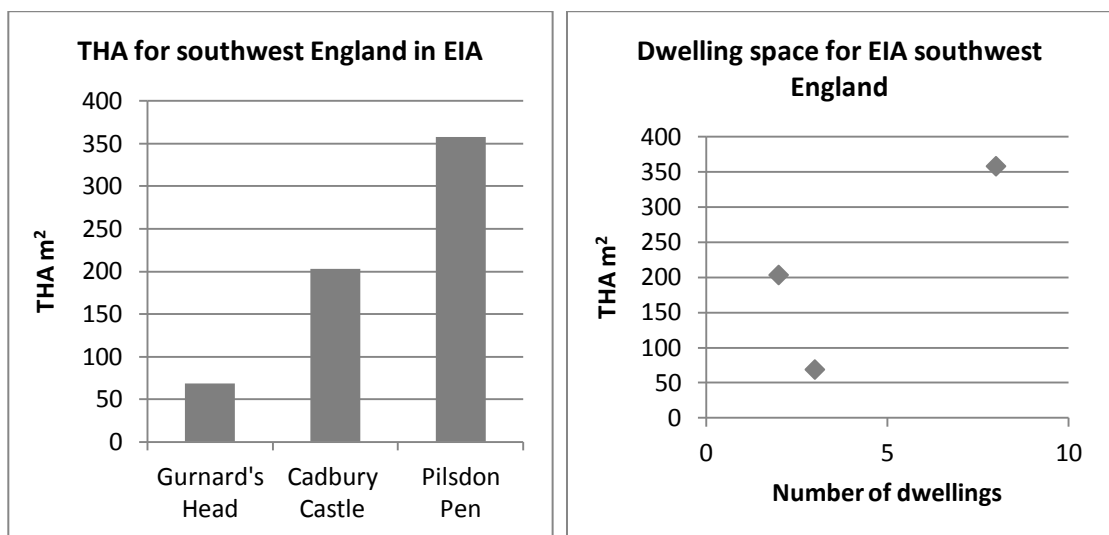 THA for southwest England in EIA
THA m²
400
350
300
250
200
150
100
50
0
Gurnard's
Head
Cadbury
Castle
Pilsdon
Pen
Dwelling space for EIA southwest
England
THA m²
400
350
300
250
200
150
100
50
0
0
5
10
Number of dwellings